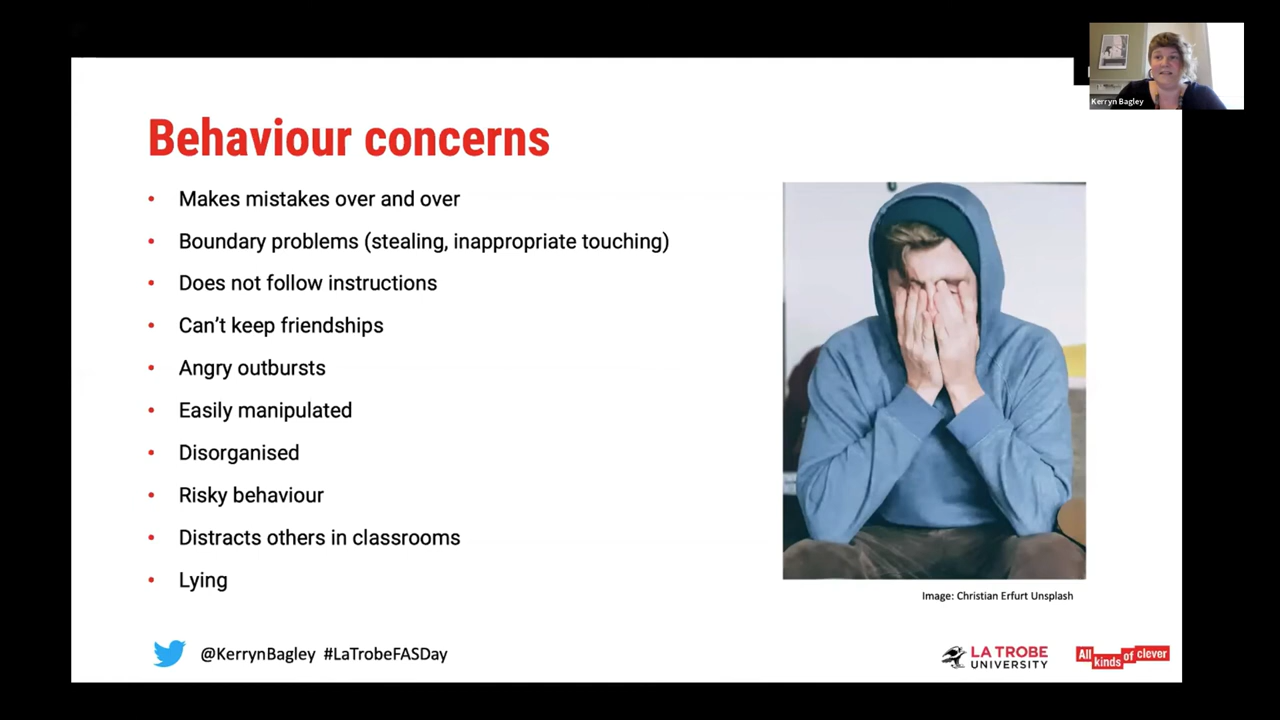 Kerryn Bagley
Behaviour concerns
• Makes mistakes over and over
• Boundary problems (stealing, inappropriate touching)
• Does not follow instructions
• Can't keep friendships
• Angry outbursts
• Easily manipulated
• Disorganised
• Risky behaviour
• Distracts others in classrooms
• Lying
Image: Christian Erfurt Unsplash
@KerrynBagley #LaTrobeFASDay
LA TROBE
UNIVERSITY
All kinds of clever